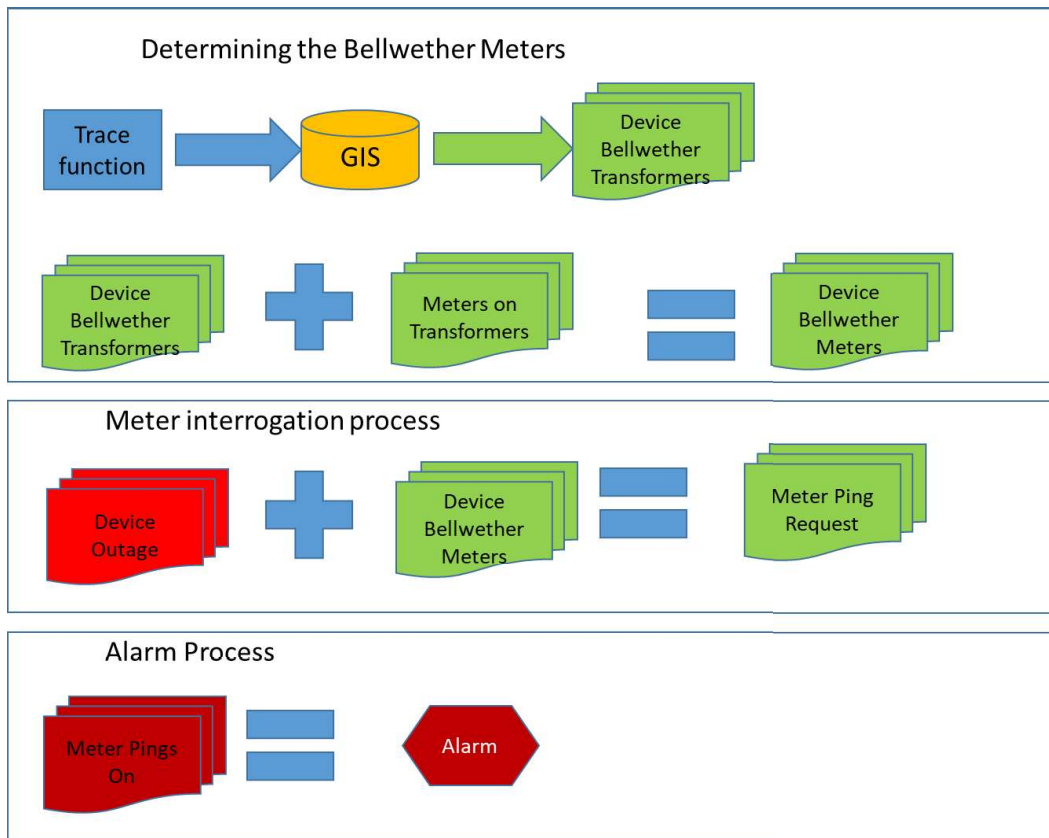 Determining the Bellwether Meters
Trace
function
GIS
Device
Bellwether
Transformers
Device
Bellwether
Transformers
Meters on
Transformers
Device
Bellwether
Meters
Meter interrogation process
Device
Outage
Device
Bellwether
Meters
Meter Ping
Request
Alarm Process
Meter Pings
On
Alarm